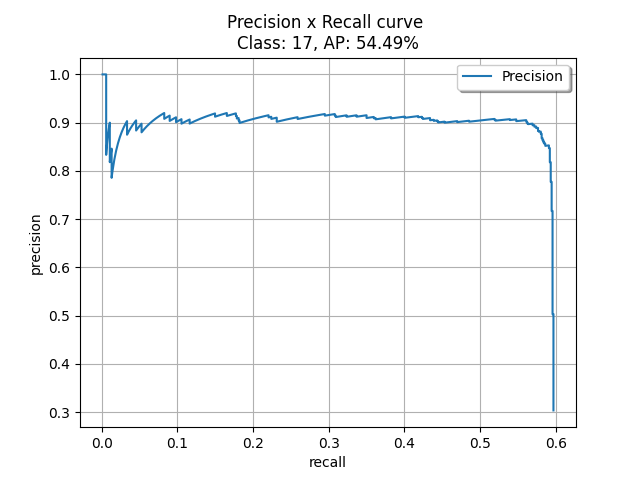 Precision x Recall curve
Class: 17, AP: 54.49%
Precision
1.0
0.9
0.8
0.7
0.6
0.5
0.4
0.3
precision
0.0 0.1 0.2 0.3 0.4 0.5 0.6
recall